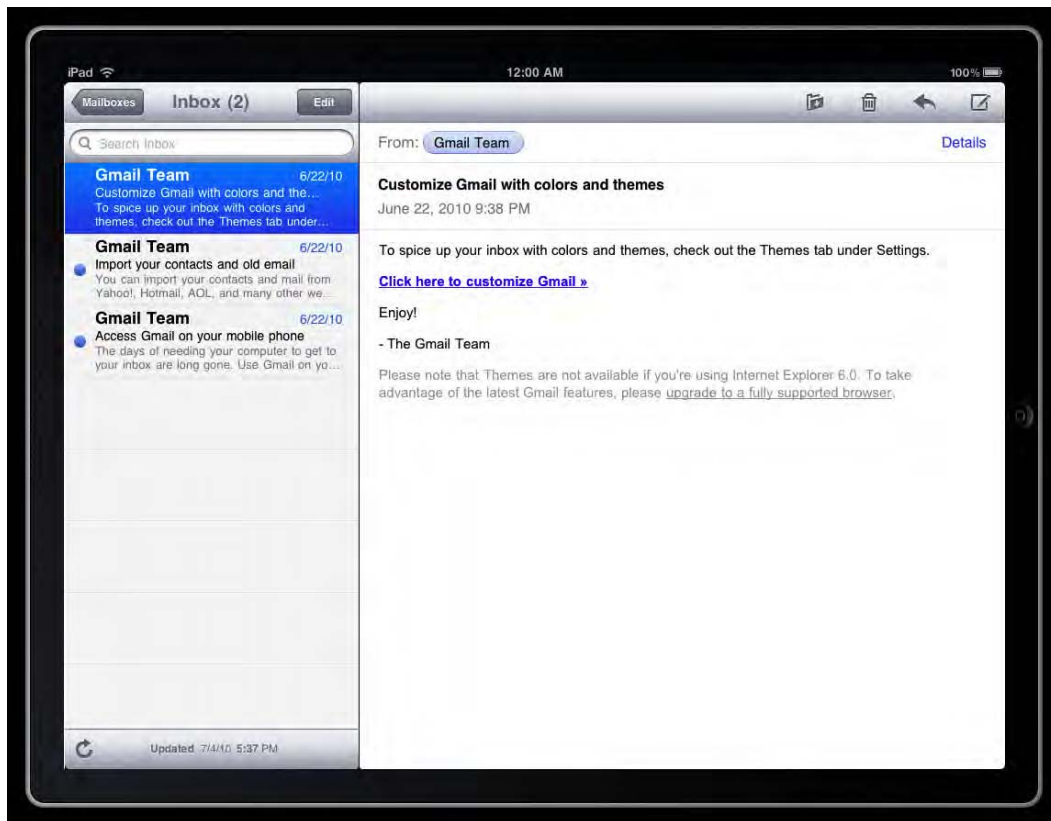 iPad
12:00 AM
100%
Mailboxes
Inbox (2)
Edit
Search Inbox
Gmail Team 6/22/10
Customize Gmail with colors and the...
To spice up your inbox with colors and
themes, check out the Themes tab under...
Gmail Team 6/22/10
Import your contacts and old email
You can import your contacts and mail from
Yahoo!, Hotmail, AOL, and many other we...
Gmail Team 6/22/10
Access Gmail on your mobile phone
The days of needing your computer to get to
your inbox are long gone. Use Gmail on yo...
Updated 7/4/10 5:37 PM
From: Gmail Team
Details
Customize Gmail with colors and themes
June 22, 2010 9:38 PM
To spice up your inbox with colors and themes, check out the Themes tab under Settings.
Click here to customize Gmail »
Enjoy!
- The Gmail Team
Please note that Themes are not available if you're using Internet Explorer 6.0. To take
advantage of the latest Gmail features, please upgrade to a fully supported browser.